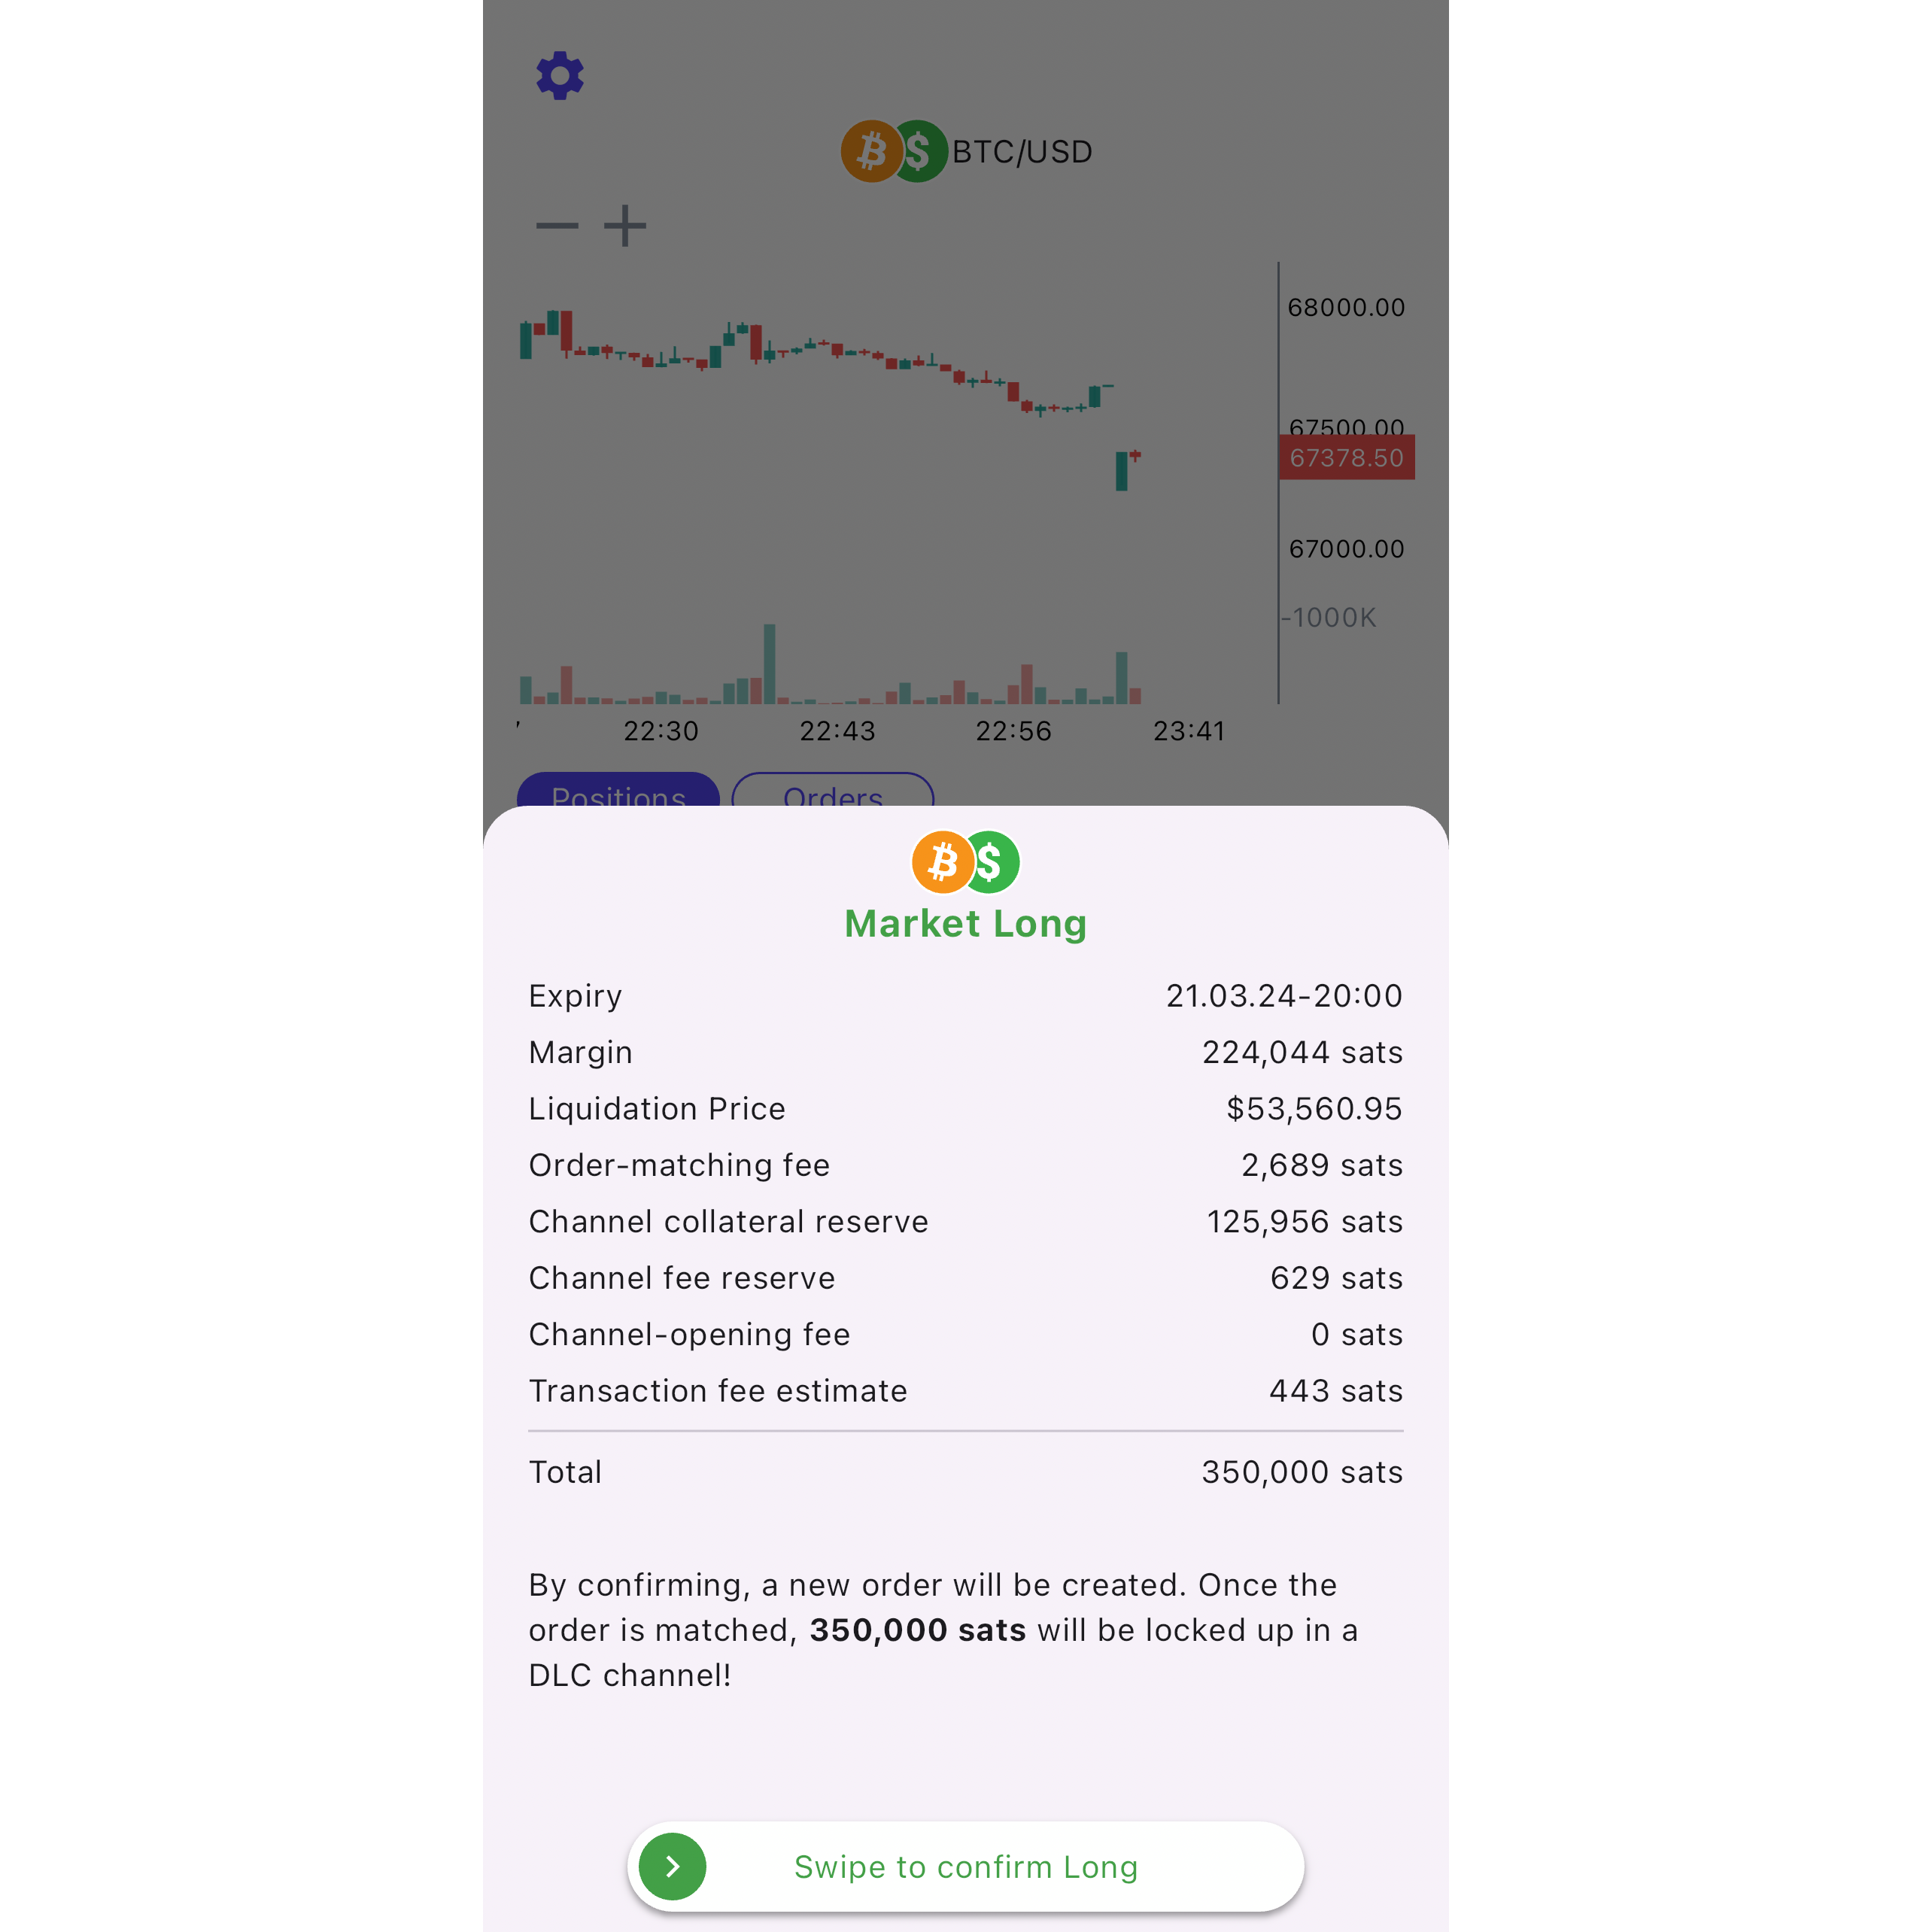 BTC/USD
68000.00
67500.00
67378.50
67000.00
-1000K
22:30 22:43 22:56 23:41
Positions Orders
Market Long
Expiry 21.03.24-20:00
Margin 224,044 sats
Liquidation Price $53,560.95
Order-matching fee 2,689 sats
Channel collateral reserve 125,956 sats
Channel fee reserve 629 sats
Channel-opening fee 0 sats
Transaction fee estimate 443 sats
Total 350,000 sats
By confirming, a new order will be created. Once the
order is matched, 350,000 sats will be locked up in a
DLC channel!
Swipe to confirm Long